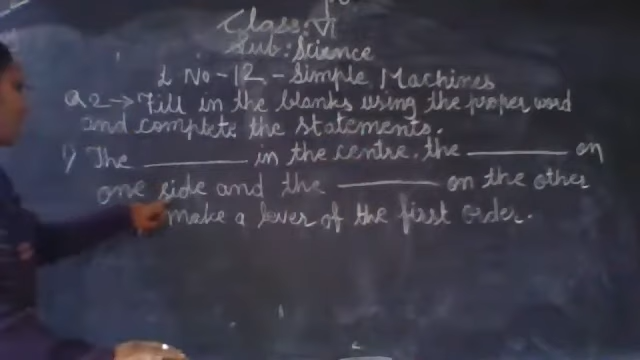 Class: VI
Sub: Science
L No-12 - Simple Machines
Q2→ Fill in the blanks using the proper word
and complete the statements.
1) The ________ in the centre, the ________ on
one side and the ________ on the other
make a lever of the first order.